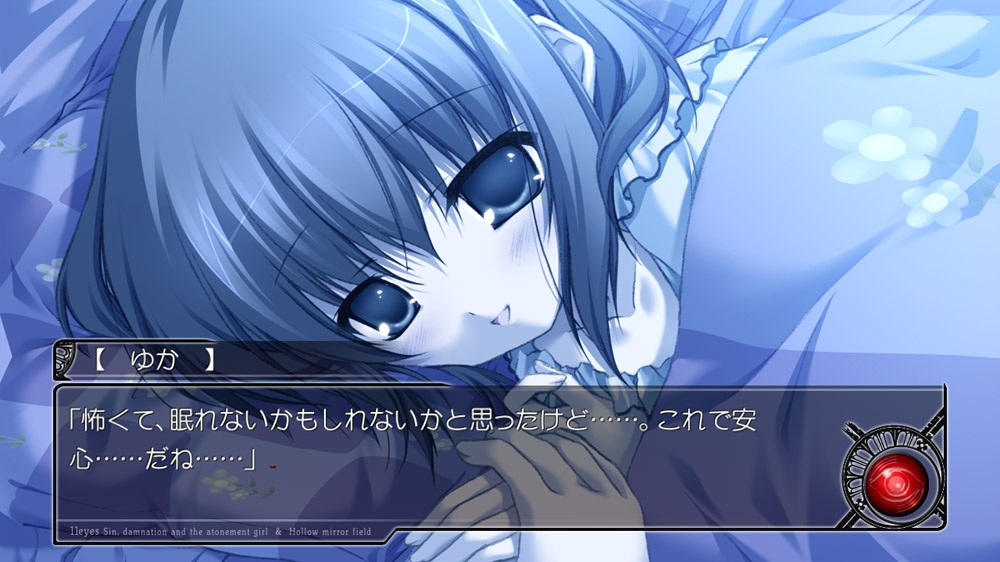 【　ゆか　】
「怖くて、眠れないかもしれないかと思ったけど……。これで安
心……だね……」
11eyes Sin, damnation and the atonement girl & Hollow mirror field